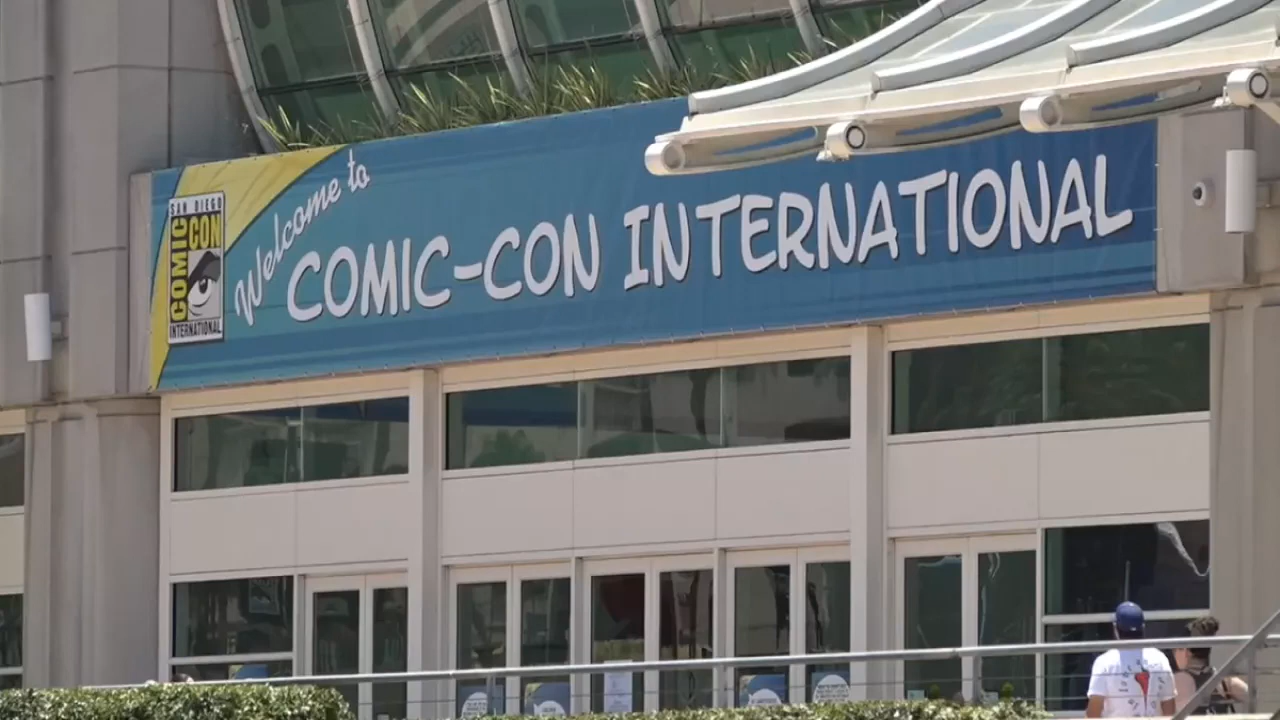 SAN DIEGO
COMIC CON
INTERNATIONAL
Welcome to
COMIC-CON INTERNATIONAL